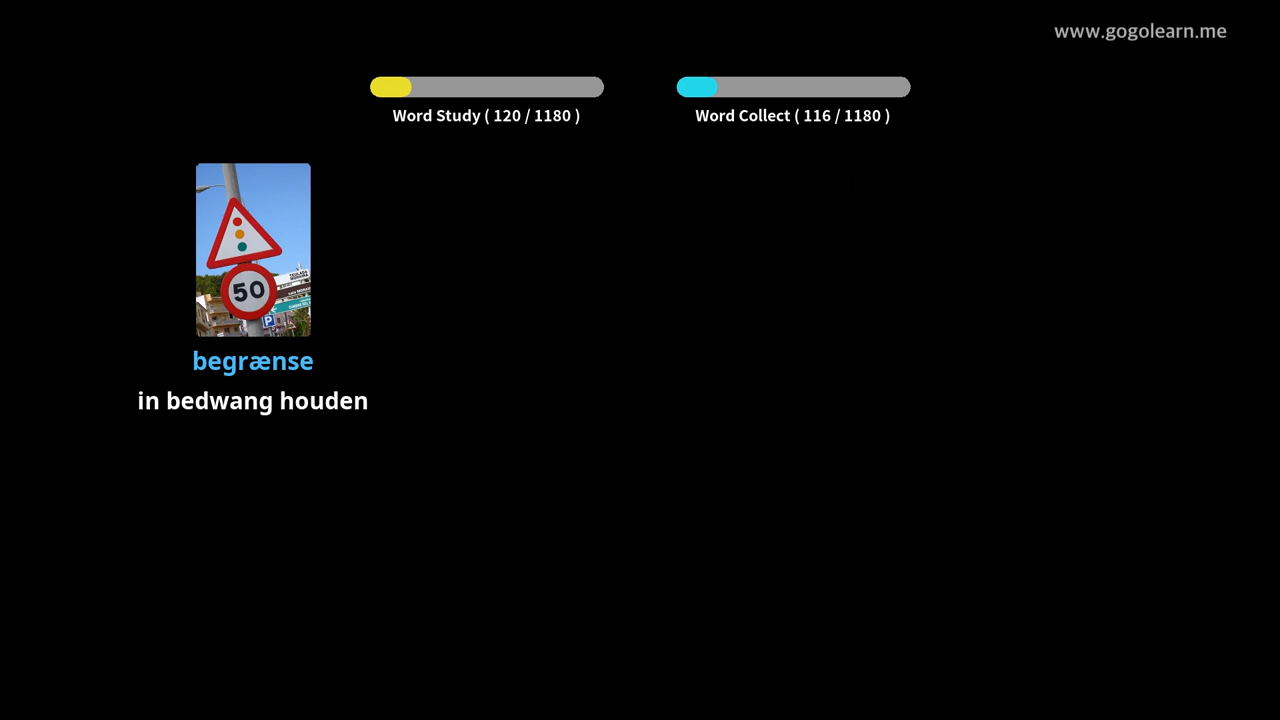 www.gogolearn.me
Word Study ( 120 / 1180 )
Word Collect ( 116 / 1180 )
50
P
begrænse
in bedwang houden